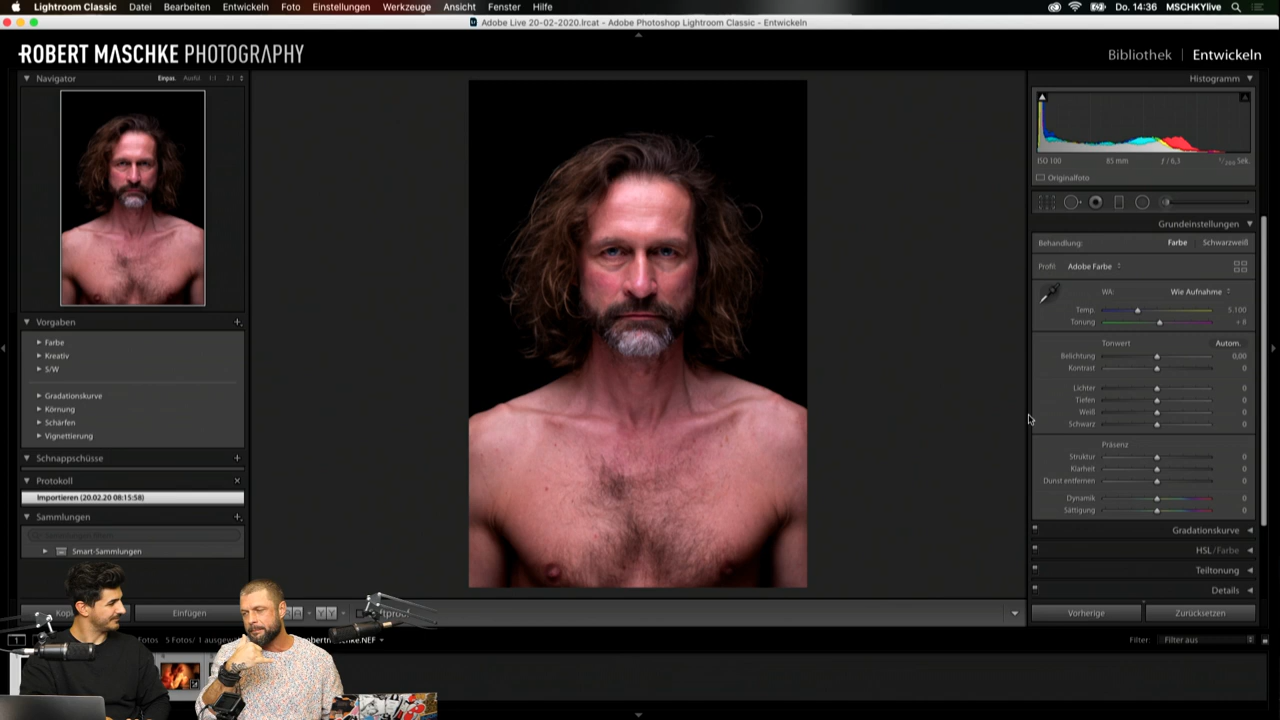 Lightroom Classic Datei Bearbeiten Entwickeln Foto Einstellungen Werkzeuge Ansicht Fenster Hilfe Do. 14:36 MSCHKYlive
Adobe Live 20-02-2020.lrcat - Adobe Photoshop Lightroom Classic - Entwickeln
ROBERT MASCHKE PHOTOGRAPHY
Bibliothek | Entwickeln
Navigator Einpas. Ausfül 1:1 2:1
Histogramm
ISO 100 85 mm ƒ / 6,3 Sek.
Originalfoto
Grundeinstellungen
Behandlung: Farbe Schwarzweiß
Profil: Adobe Farbe
WA: Wie Aufnahme
Temp 5.100
Tonung + 8
Tonwert Autom.
Belichtung 0,00
Kontrast 0
Lichter 0
Tiefen 0
Weiß 0
Schwarz 0
Präsenz
Struktur 0
Klarheit 0
Dunst entfernen 0
Dynamik 0
Sättigung 0
Gradationskurve
HSL / Farbe
Teiltonung
Details
Vorherige Zurücksetzen
Vorgaben
Farbe
Kreativ
S/W
Gradationskurve
Körnung
Schärfen
Vignettierung
Schnappschüsse
Protokoll
Importieren (20.02.20 08:15:58)
Sammlungen
Smart-Sammlungen
Einfügen
1 5 Fotos/ 1 Filter: Filter aus